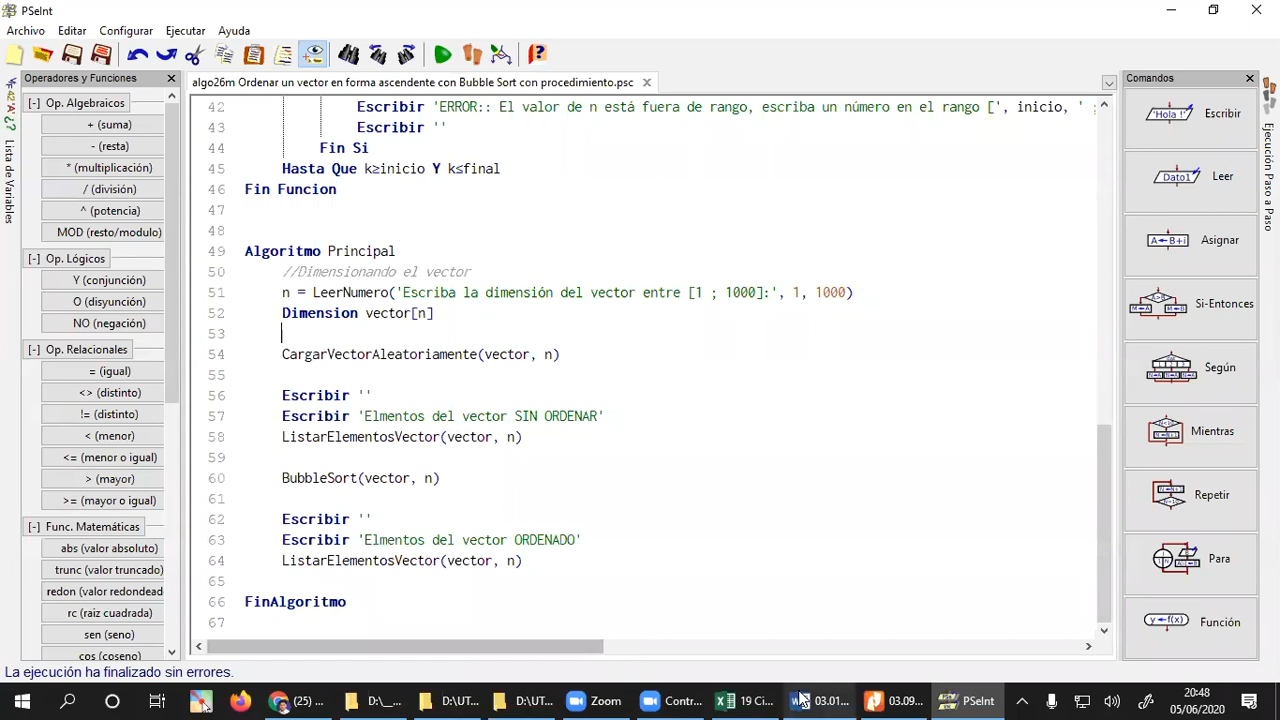 PSeInt
Archivo Editar Configurar Ejecutar Ayuda
Operadores y Funciones
algo26m Ordenar un vector en forma ascendente con Bubble Sort con procedimiento.psc
Comandos
Lista de Variables
Ejecución Paso a Paso
[-] Op. Algebraicos
+ (suma)
- (resta)
* (multiplicación)
/ (división)
^ (potencia)
MOD (resto/modulo)
[-] Op. Lógicos
Y (conjunción)
O (disyunción)
NO (negación)
[-] Op. Relacionales
= (igual)
<> (distinto)
!= (distinto)
< (menor)
<= (menor o igual)
> (mayor)
>= (mayor o igual)
[-] Func. Matemáticas
abs (valor absoluto)
trunc (valor truncado)
redon (valor redondead
rc (raiz cuadrada)
sen (seno)
cos (coseno)
42 Escribir 'ERROR:: El valor de n está fuera de rango, escriba un número en el rango [', inicio, ' ;
43 Escribir ''
44 Fin Si
45 Hasta Que k≥inicio Y k≤final
46 Fin Funcion
47
48
49 Algoritmo Principal
50 //Dimensionando el vector
51 n = LeerNumero('Escriba la dimensión del vector entre [1 ; 1000]:', 1, 1000)
52 Dimension vector[n]
53
54 CargarVectorAleatoriamente(vector, n)
55
56 Escribir ''
57 Escribir 'Elmentos del vector SIN ORDENAR'
58 ListarElementosVector(vector, n)
59
60 BubbleSort(vector, n)
61
62 Escribir ''
63 Escribir 'Elmentos del vector ORDENADO'
64 ListarElementosVector(vector, n)
65
66 FinAlgoritmo
67
'Hola !' Escribir
Dato1 Leer
A←B+i Asignar
Si-Entonces
Según
Mientras
Repetir
Para
y←f(x) Función
La ejecución ha finalizado sin errores.
(25) ...
D:\__...
D:\UT...
D:\UT...
Zoom
Contr...
19 Ci...
03.01...
03.09...
PSeInt
20:48
05/06/2020